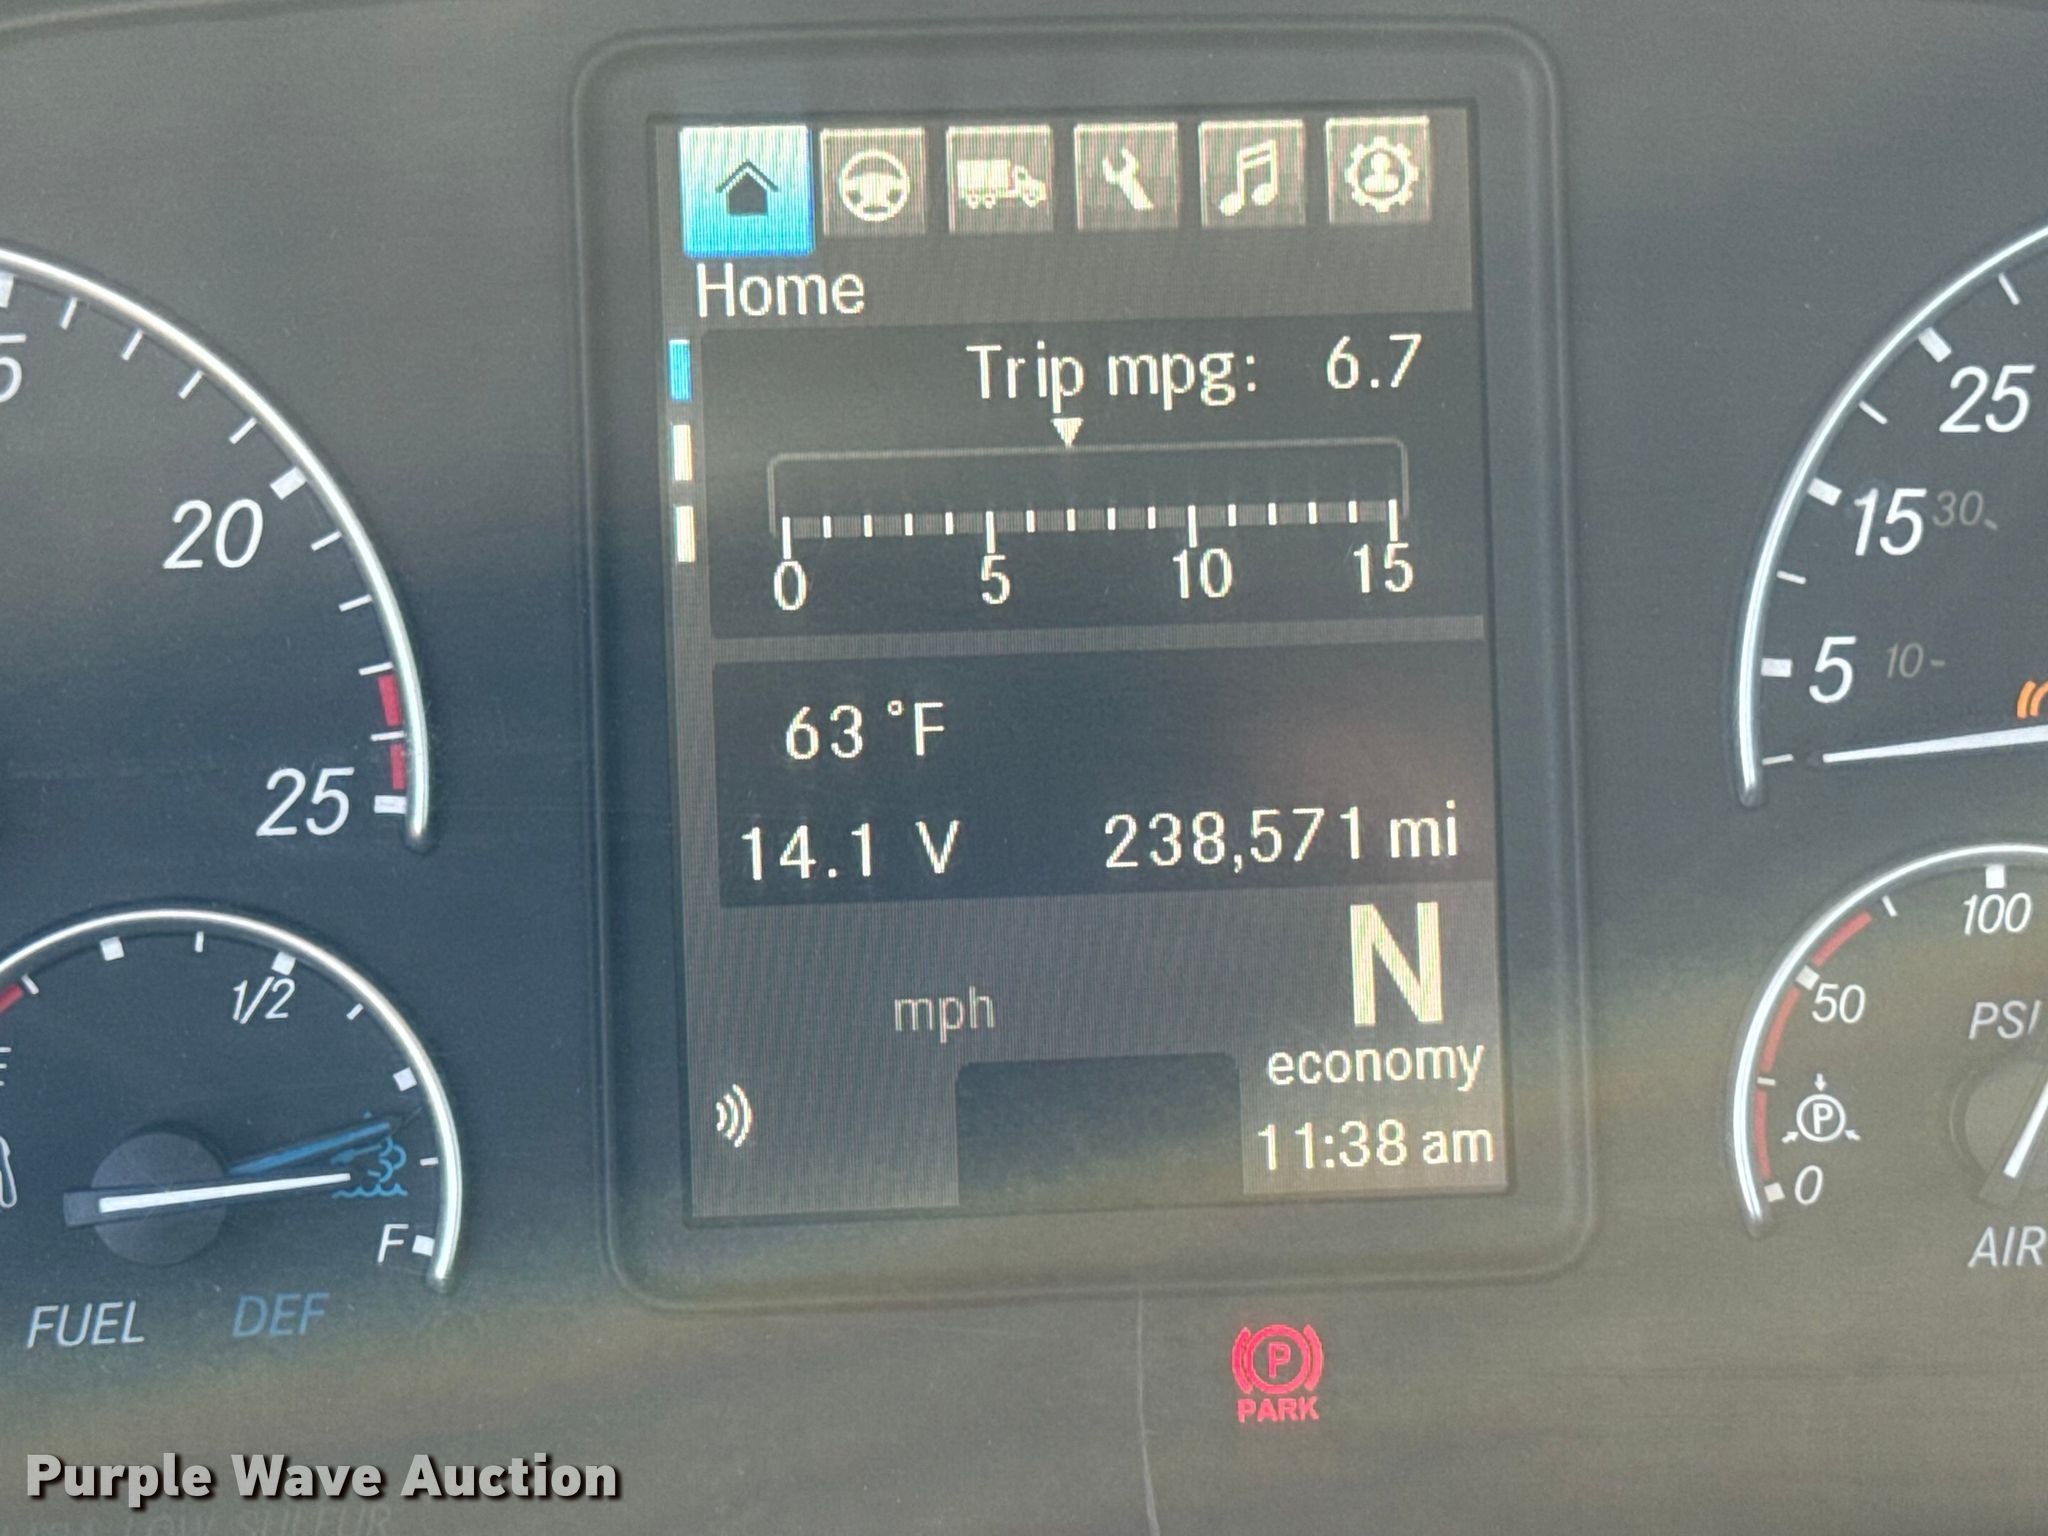 Home
Trip mpg: 6.7
0 5 10 15
63 °F
14.1 V 238,571 mi
N
mph
economy
11:38 am
20
25
1/2
F
FUEL DEF
25
15 30
5 10
100
50
PSI
P
0
AIR
P
PARK
Purple Wave Auction
LOW SULFUR